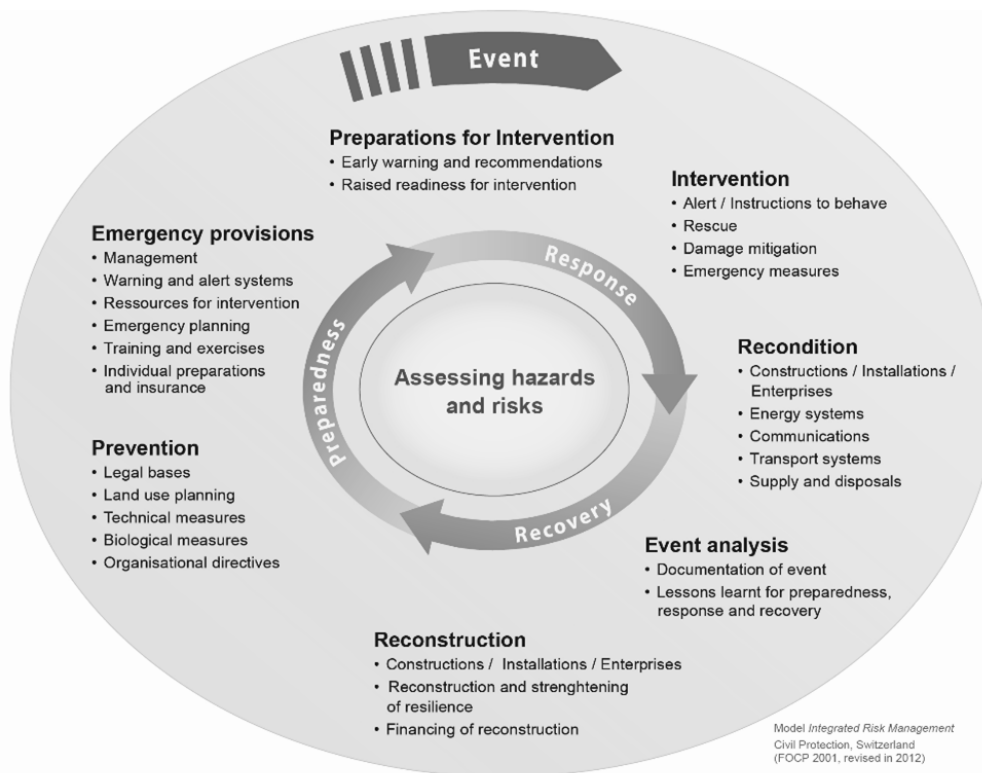 Event
Preparations for Intervention
• Early warning and recommendations
• Raised readiness for intervention
Intervention
• Alert / Instructions to behave
• Rescue
• Damage mitigation
• Emergency measures
Emergency provisions
• Management
• Warning and alert systems
• Ressources for intervention
• Emergency planning
• Training and exercises
• Individual preparations
and insurance
Response
Preparedness
Recovery
Assessing hazards
and risks
Recondition
• Constructions / Installations /
Enterprises
• Energy systems
• Communications
• Transport systems
• Supply and disposals
Prevention
• Legal bases
• Land use planning
• Technical measures
• Biological measures
• Organisational directives
Event analysis
• Documentation of event
• Lessons learnt for preparedness,
response and recovery
Reconstruction
• Constructions / Installations / Enterprises
• Reconstruction and strenghtening
of resilience
• Financing of reconstruction
Model Integrated Risk Management
Civil Protection, Switzerland
(FOCP 2001, revised in 2012)